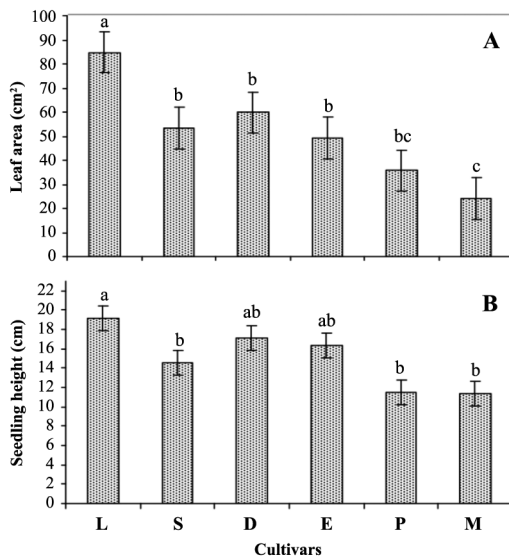 100
90
80
70
60
50
40
30
20
10
0
Leaf area (cm²)
A
a
b
b
b
bc
c
22
20
18
16
14
12
10
8
6
4
2
0
Seedling height (cm)
B
a
b
ab
ab
b
b
L S D E P M
Cultivars